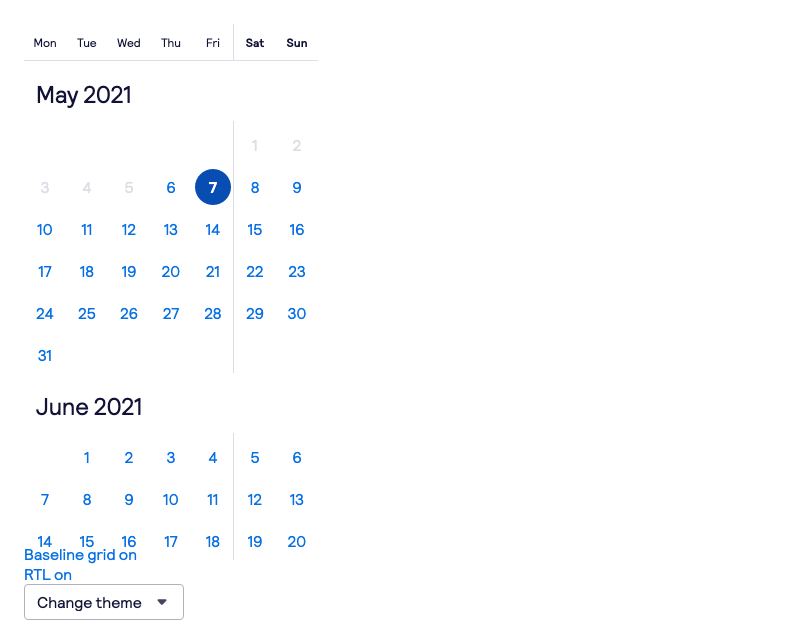 Mon Tue Wed Thu Fri Sat Sun
May 2021
1 2
3 4 5 6 7 8 9
10 11 12 13 14 15 16
17 18 19 20 21 22 23
24 25 26 27 28 29 30
31
June 2021
1 2 3 4 5 6
7 8 9 10 11 12 13
14 15 16 17 18 19 20
Baseline grid on
RTL on
Change theme